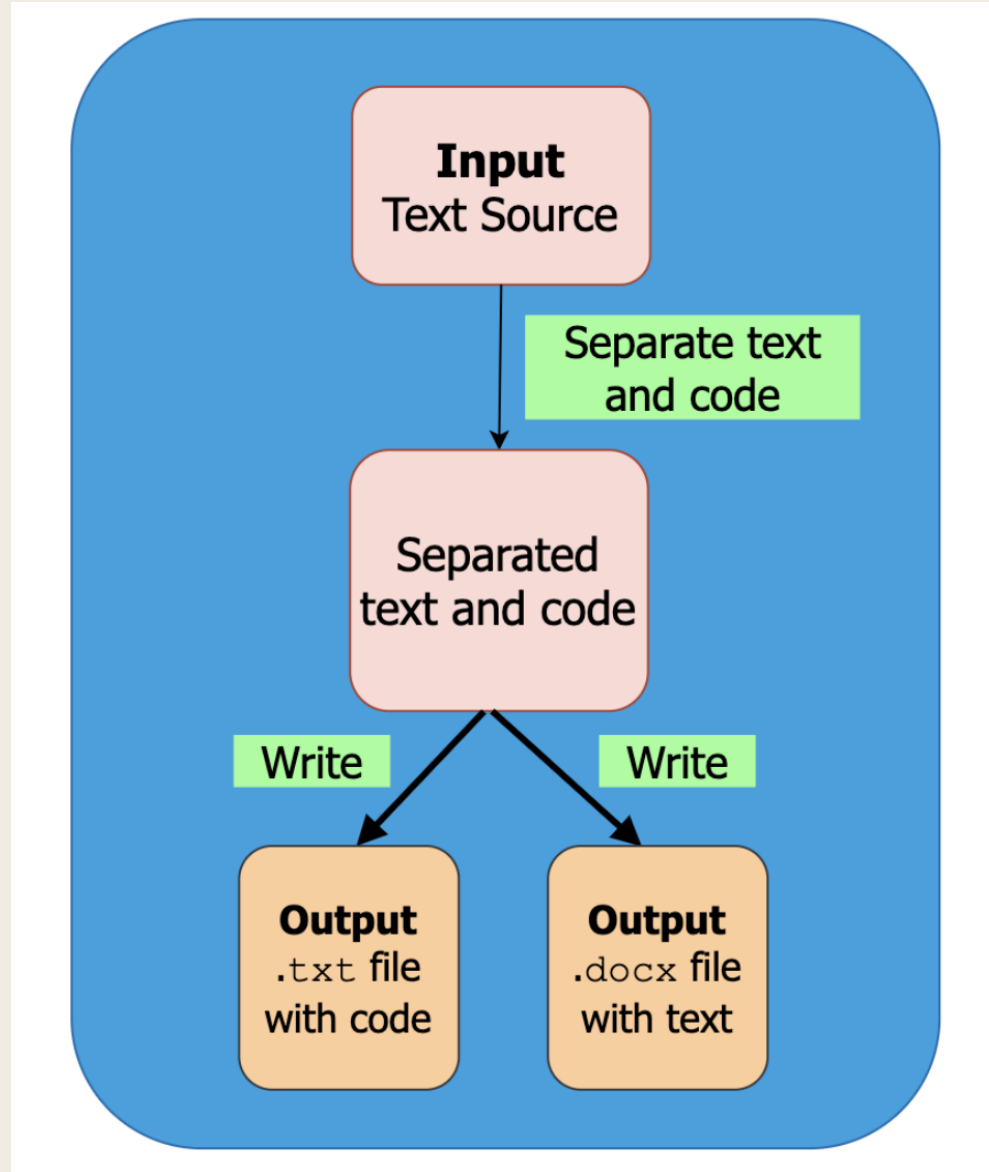 Input
Text Source
Separate text
and code
Separated
text and code
Write
Write
Output
.txt file
with code
Output
.docx file
with text